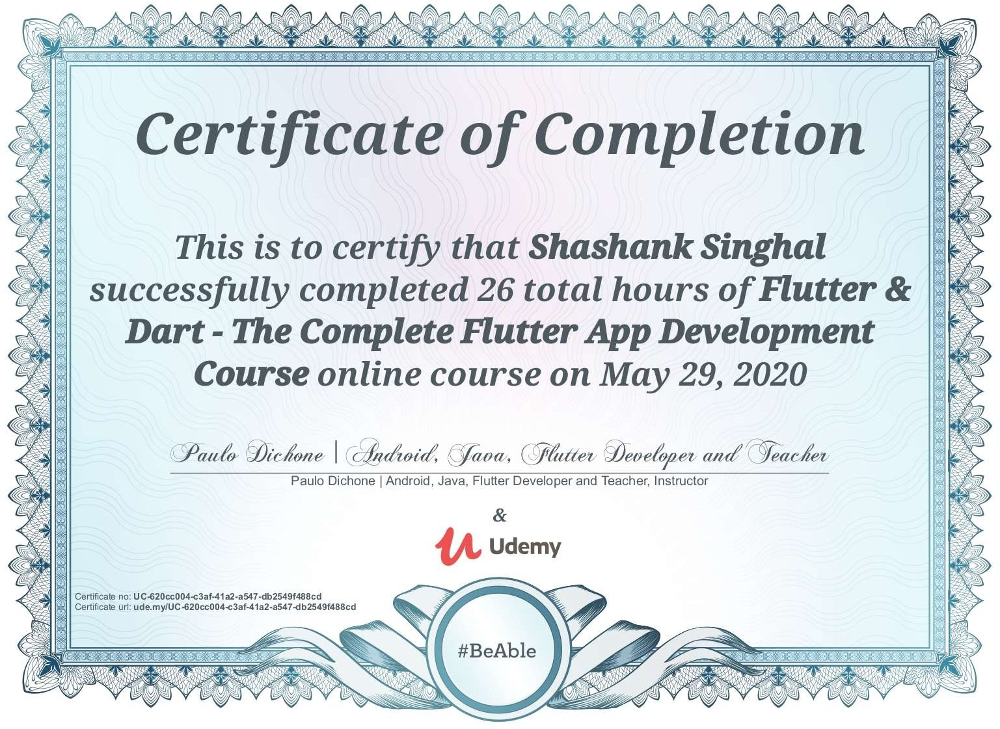 Certificate of Completion
This is to certify that Shashank Singhal
successfully completed 26 total hours of Flutter &
Dart - The Complete Flutter App Development
Course online course on May 29, 2020
Paulo Dichone | Android, Java, Flutter Developer and Teacher
Paulo Dichone | Android, Java, Flutter Developer and Teacher, Instructor
&
Udemy
Certificate no: UC-620cc004-c3af-41a2-a547-db2549f488cd
Certificate url: ude.my/UC-620cc004-c3af-41a2-a547-db2549f488cd
#BeAble